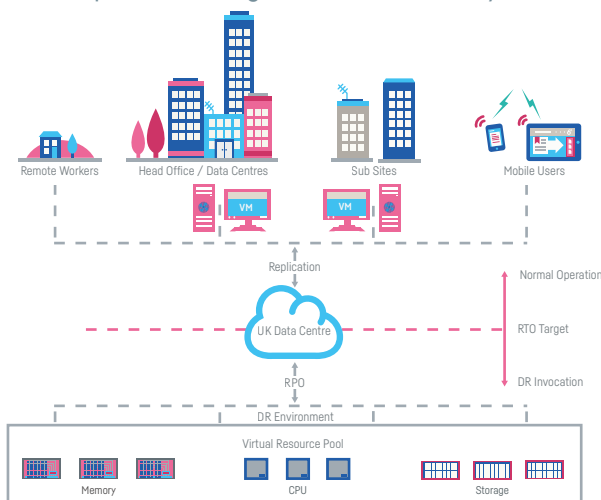 Remote Workers
Head Office / Data Centres
Sub Sites
Mobile Users
VM
VM
Replication
Normal Operation
UK Data Centre
RTO Target
RPO
DR Invocation
DR Environment
Virtual Resource Pool
Memory
CPU
Storage